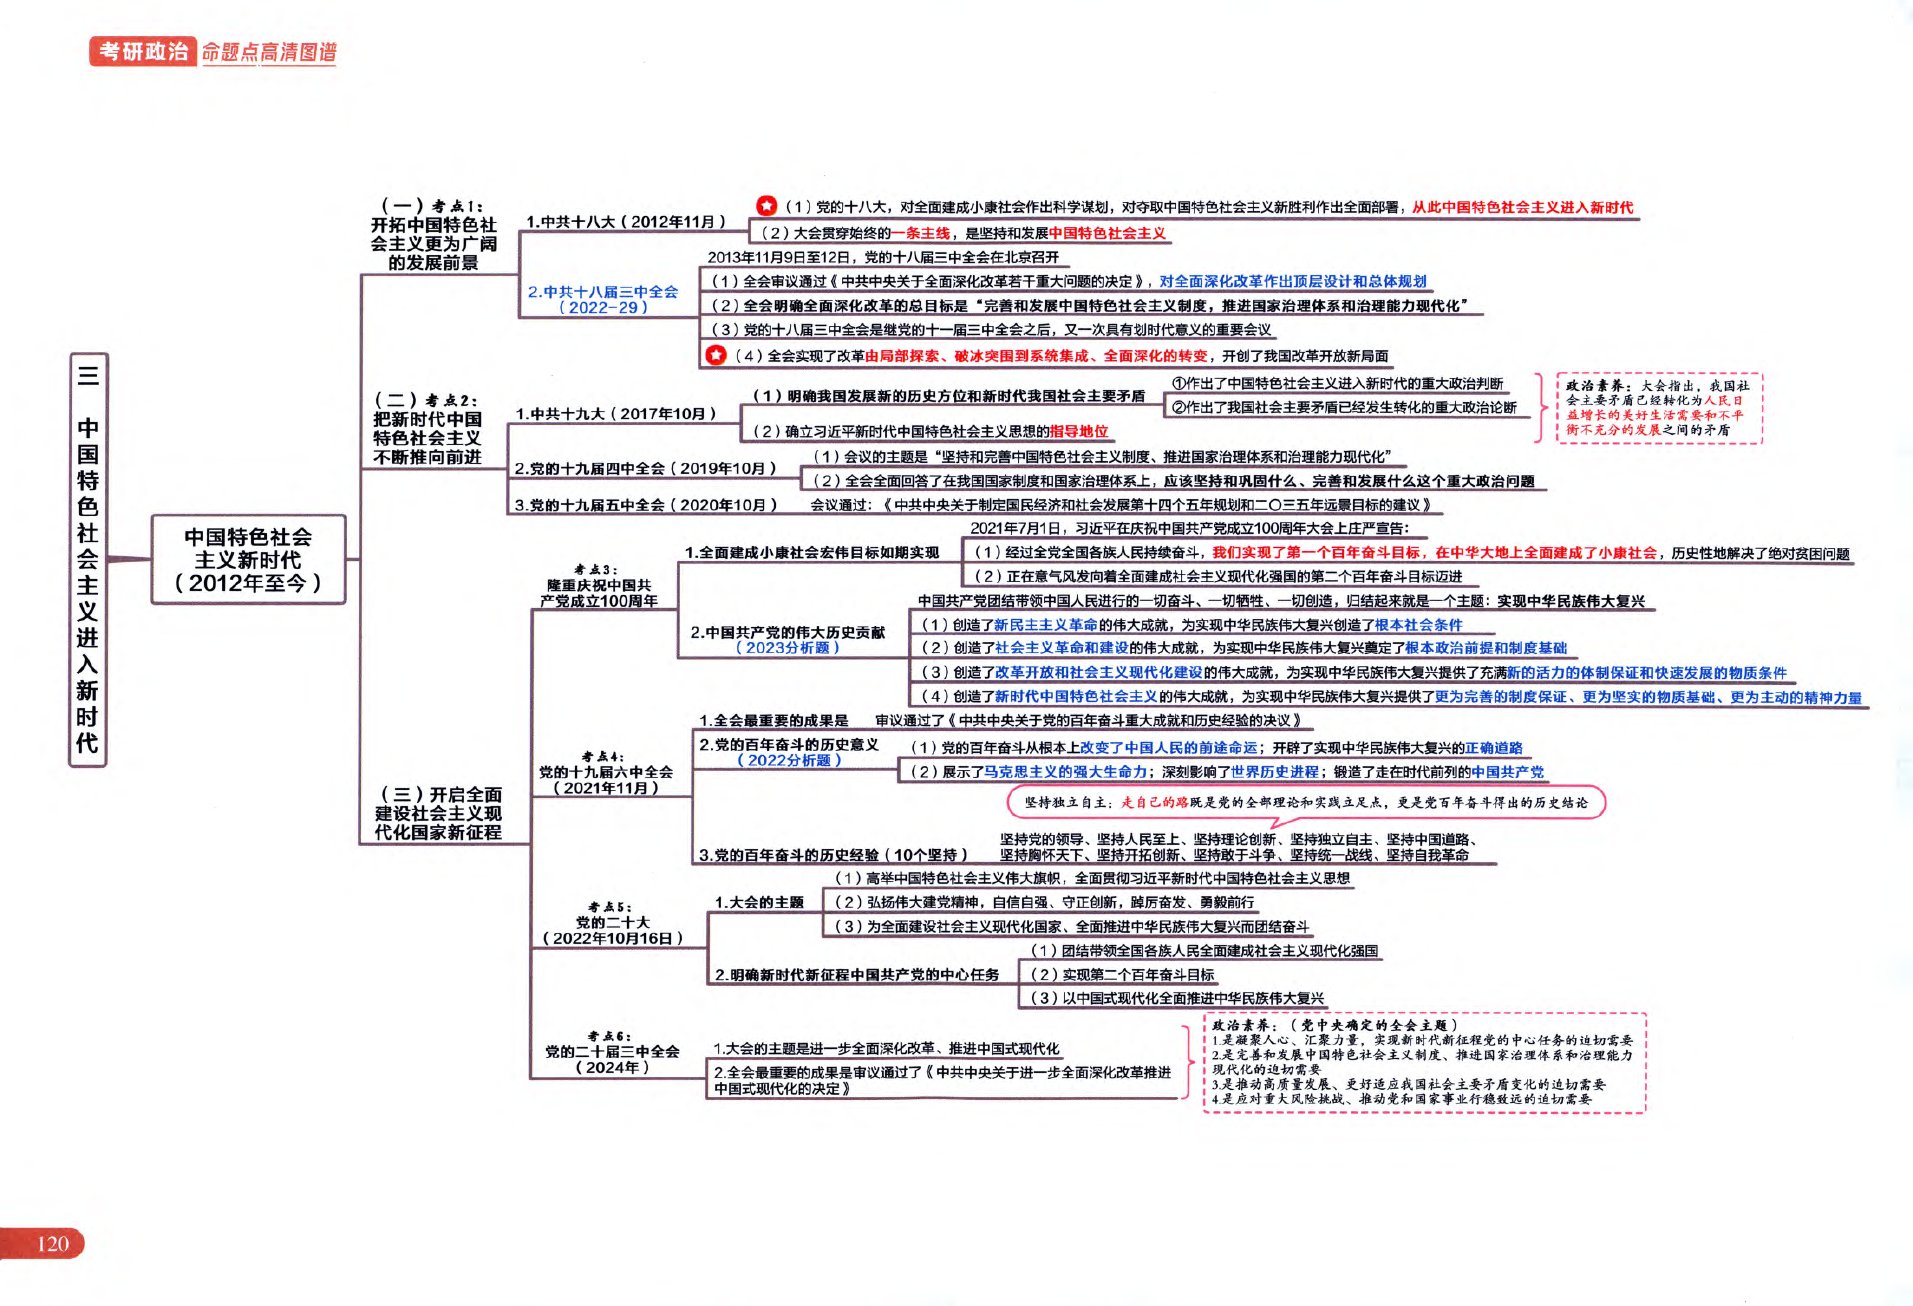 考研政治 命题点高清图谱
三 中国特色社会主义进入新时代
中国特色社会
主义新时代
（2012年至今）
（一）考点1：
开拓中国特色社
会主义更为广阔
的发展前景
1.中共十八大（2012年11月）
（1）党的十八大，对全面建成小康社会作出科学谋划，对夺取中国特色社会主义新胜利作出全面部署，从此中国特色社会主义进入新时代
（2）大会贯穿始终的一条主线，是坚持和发展中国特色社会主义
2.中共十八届三中全会
（2022-29）
2013年11月9日至12日，党的十八届三中全会在北京召开
（1）全会审议通过《中共中央关于全面深化改革若干重大问题的决定》，对全面深化改革作出顶层设计和总体规划
（2）全会明确全面深化改革的总目标是“完善和发展中国特色社会主义制度，推进国家治理体系和治理能力现代化”
（3）党的十八届三中全会是继党的十一届三中全会之后，又一次具有划时代意义的重要会议
（4）全会实现了改革由局部探索、破冰突围到系统集成、全面深化的转变，开创了我国改革开放新局面
（二）考点2：
把新时代中国
特色社会主义
不断推向前进
1.中共十九大（2017年10月）
（1）明确我国发展新的历史方位和新时代我国社会主要矛盾
①作出了中国特色社会主义进入新时代的重大政治判断
②作出了我国社会主要矛盾已经发生转化的重大政治论断
政治素养：大会指出，我国社
会主要矛盾已经转化为人民日
益增长的美好生活需要和不平
衡不充分的发展之间的矛盾
（2）确立习近平新时代中国特色社会主义思想的指导地位
2.党的十九届四中全会（2019年10月）
（1）会议的主题是“坚持和完善中国特色社会主义制度、推进国家治理体系和治理能力现代化”
（2）全会全面回答了在我国国家制度和国家治理体系上，应该坚持和巩固什么、完善和发展什么这个重大政治问题
3.党的十九届五中全会（2020年10月） 会议通过：《中共中央关于制定国民经济和社会发展第十四个五年规划和二〇三五年远景目标的建议》
（三）开启全面
建设社会主义现
代化国家新征程
考点3：
隆重庆祝中国共
产党成立100周年
1.全面建成小康社会宏伟目标如期实现
2021年7月1日，习近平在庆祝中国共产党成立100周年大会上庄严宣告：
（1）经过全党全国各族人民持续奋斗，我们实现了第一个百年奋斗目标，在中华大地上全面建成了小康社会，历史性地解决了绝对贫困问题
（2）正在意气风发向着全面建成社会主义现代化强国的第二个百年奋斗目标迈进
2.中国共产党的伟大历史贡献
（2023分析题）
中国共产党团结带领中国人民进行的一切奋斗、一切牺牲、一切创造，归结起来就是一个主题：实现中华民族伟大复兴
（1）创造了新民主主义革命的伟大成就，为实现中华民族伟大复兴创造了根本社会条件
（2）创造了社会主义革命和建设的伟大成就，为实现中华民族伟大复兴奠定了根本政治前提和制度基础
（3）创造了改革开放和社会主义现代化建设的伟大成就，为实现中华民族伟大复兴提供了充满新的活力的体制保证和快速发展的物质条件
（4）创造了新时代中国特色社会主义的伟大成就，为实现中华民族伟大复兴提供了更为完善的制度保证、更为坚实的物质基础、更为主动的精神力量
考点4：
党的十九届六中全会
（2021年11月）
1.全会最重要的成果是 审议通过了《中共中央关于党的百年奋斗重大成就和历史经验的决议》
2.党的百年奋斗的历史意义
（2022分析题）
（1）党的百年奋斗从根本上改变了中国人民的前途命运；开辟了实现中华民族伟大复兴的正确道路
（2）展示了马克思主义的强大生命力；深刻影响了世界历史进程；锻造了走在时代前列的中国共产党
坚持独立自主：走自己的路既是党的全部理论和实践立足点，更是党百年奋斗得出的历史结论
3.党的百年奋斗的历史经验（10个坚持）
坚持党的领导、坚持人民至上、坚持理论创新、坚持独立自主、坚持中国道路、
坚持胸怀天下、坚持开拓创新、坚持敢于斗争、坚持统一战线、坚持自我革命
考点5：
党的二十大
（2022年10月16日）
1.大会的主题
（1）高举中国特色社会主义伟大旗帜，全面贯彻习近平新时代中国特色社会主义思想
（2）弘扬伟大建党精神，自信自强、守正创新，踔厉奋发、勇毅前行
（3）为全面建设社会主义现代化国家、全面推进中华民族伟大复兴而团结奋斗
2.明确新时代新征程中国共产党的中心任务
（1）团结带领全国各族人民全面建成社会主义现代化强国
（2）实现第二个百年奋斗目标
（3）以中国式现代化全面推进中华民族伟大复兴
考点6：
党的二十届三中全会
（2024年）
1.大会的主题是进一步全面深化改革、推进中国式现代化
2.全会最重要的成果是审议通过了《中共中央关于进一步全面深化改革推进
中国式现代化的决定》
政治素养：（党中央确定的全会主题）
1.是凝聚人心、汇聚力量，实现新时代新征程党的中心任务的迫切需要
2.是完善和发展中国特色社会主义制度、推进国家治理体系和治理能力
现代化的迫切需要
3.是推动高质量发展、更好适应我国社会主要矛盾变化的迫切需要
4.是应对重大风险挑战、推动党和国家事业行稳致远的迫切需要
120